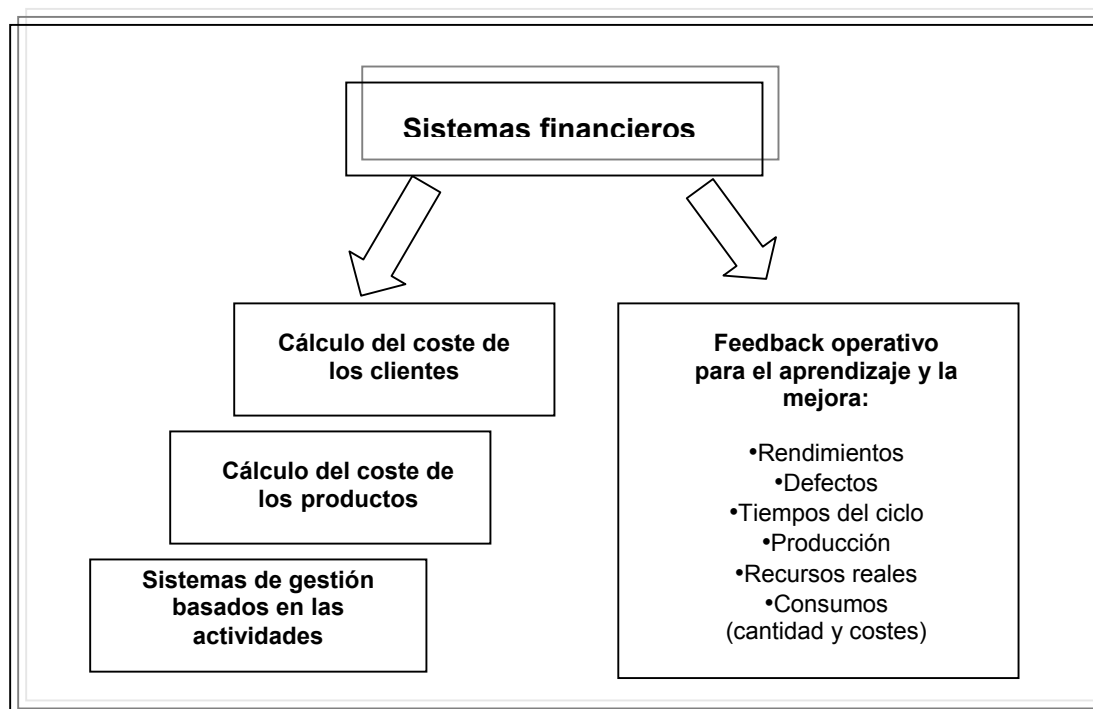 Sistemas financieros
Cálculo del coste de
los clientes
Cálculo del coste de
los productos
Sistemas de gestión
basados en las
actividades
Feedback operativo
para el aprendizaje y la
mejora:
•Rendimientos
•Defectos
•Tiempos del ciclo
•Producción
•Recursos reales
•Consumos
(cantidad y costes)